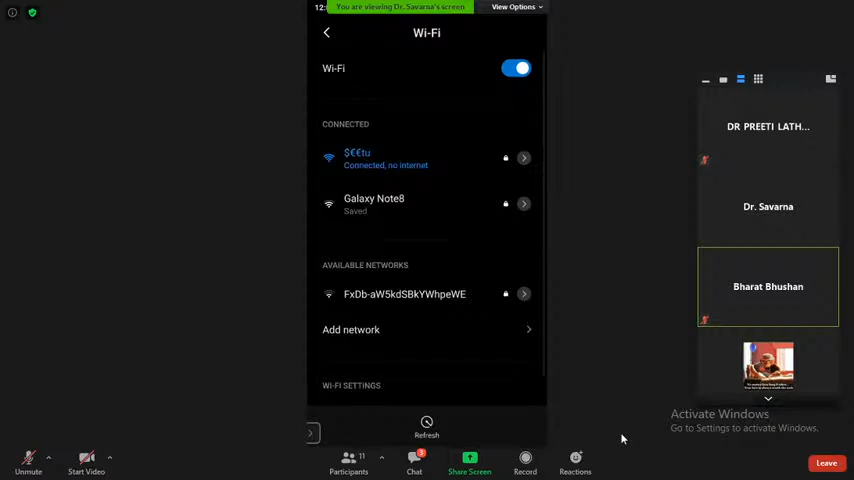 12:
You are viewing Dr. Savarna's screen
View Options
Wi-Fi
Wi-Fi
CONNECTED
$€€tu
Connected, no internet
Galaxy Note8
Saved
AVAILABLE NETWORKS
FxDb-aW5kdSBkYWhpeWE
Add network
WI-FI SETTINGS
Refresh
DR PREETI LATH...
Dr. Savarna
Bharat Bhushan
Activate Windows
Go to Settings to activate Windows.
Unmute
Start Video
11
Participants
3
Chat
Share Screen
Record
Reactions
Leave